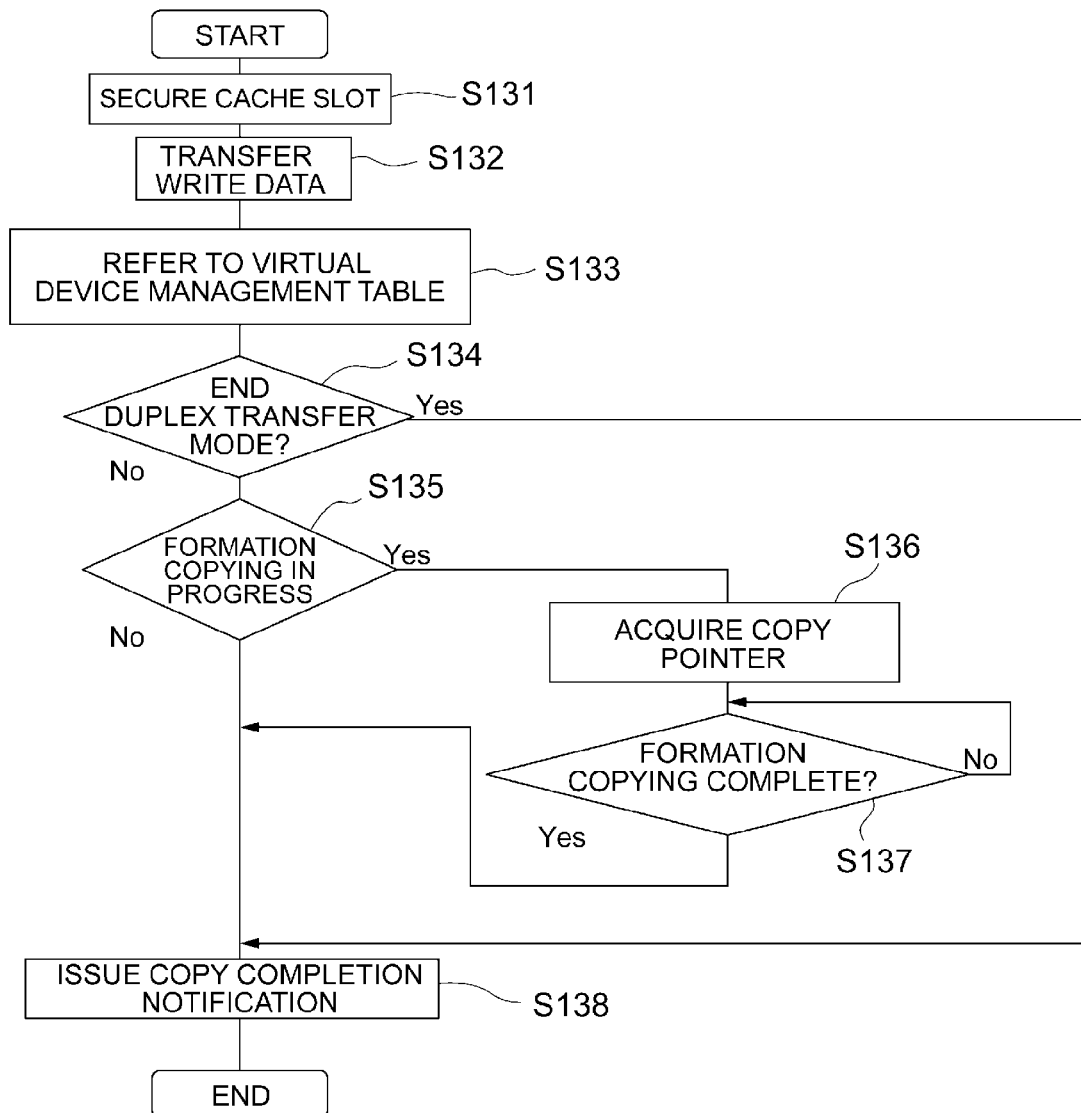 START
SECURE CACHE SLOT
S131
TRANSFER
WRITE DATA
S132
REFER TO VIRTUAL
DEVICE MANAGEMENT TABLE
S133
S134
END
DUPLEX TRANSFER
MODE?
Yes
No
S135
FORMATION
COPYING IN
PROGRESS
Yes
No
S136
ACQUIRE COPY
POINTER
FORMATION
COPYING COMPLETE?
No
Yes
S137
ISSUE COPY COMPLETION
NOTIFICATION
S138
END